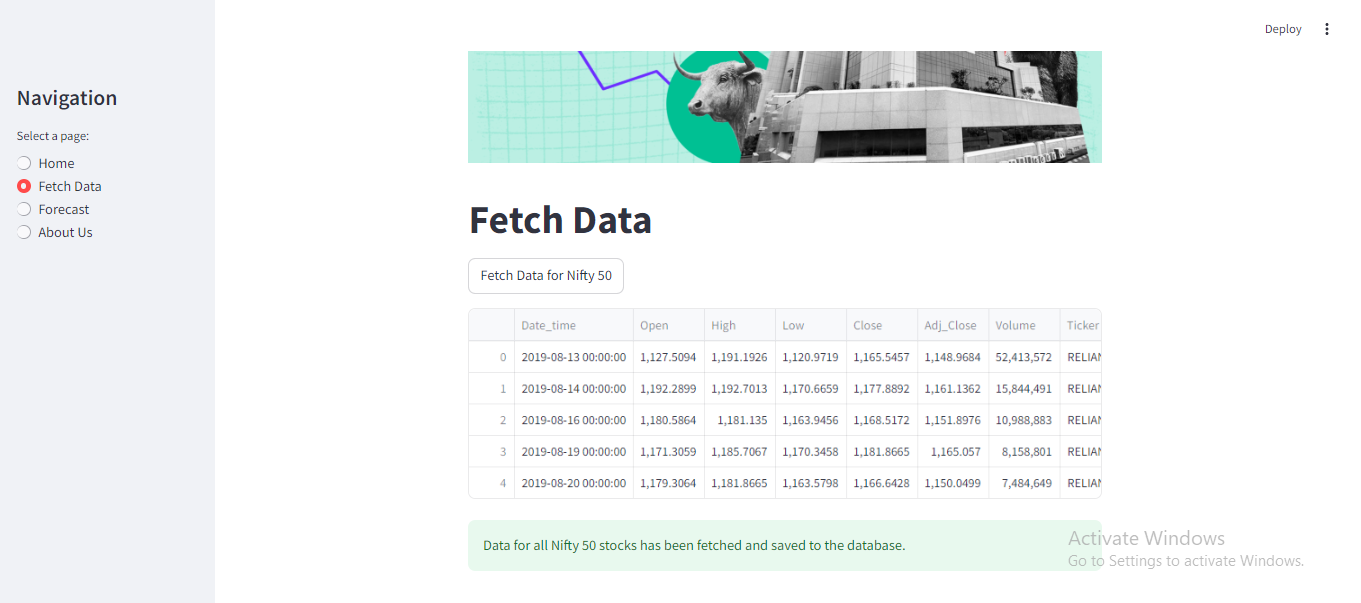 Deploy
Navigation
Select a page:
Home
Fetch Data
Forecast
About Us
Fetch Data
Fetch Data for Nifty 50
Date_time Open High Low Close Adj_Close Volume Ticker
0 2019-08-13 00:00:00 1,127.5094 1,191.1926 1,120.9719 1,165.5457 1,148.9684 52,413,572 RELIAN
1 2019-08-14 00:00:00 1,192.2899 1,192.7013 1,170.6659 1,177.8892 1,161.1362 15,844,491 RELIAN
2 2019-08-16 00:00:00 1,180.5864 1,181.135 1,163.9456 1,168.5172 1,151.8976 10,988,883 RELIAN
3 2019-08-19 00:00:00 1,171.3059 1,185.7067 1,170.3458 1,181.8665 1,165.057 8,158,801 RELIAN
4 2019-08-20 00:00:00 1,179.3064 1,181.8665 1,163.5798 1,166.6428 1,150.0499 7,484,649 RELIAN
Data for all Nifty 50 stocks has been fetched and saved to the database.
Activate Windows
Go to Settings to activate Windows.